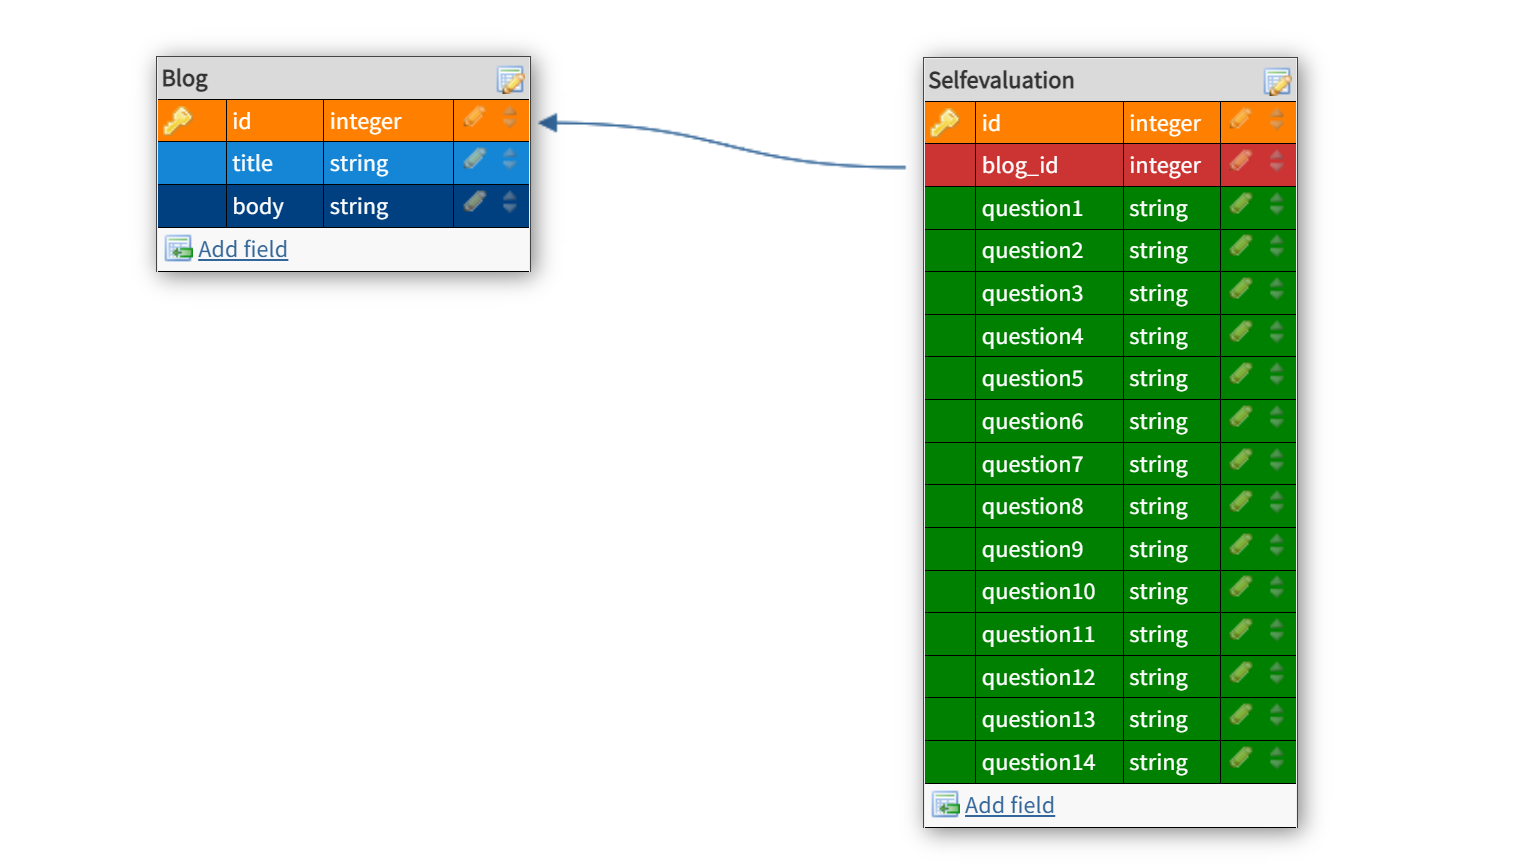 Blog
id integer
title string
body string
Add field
Selfevaluation
id integer
blog_id integer
question1 string
question2 string
question3 string
question4 string
question5 string
question6 string
question7 string
question8 string
question9 string
question10 string
question11 string
question12 string
question13 string
question14 string
Add field